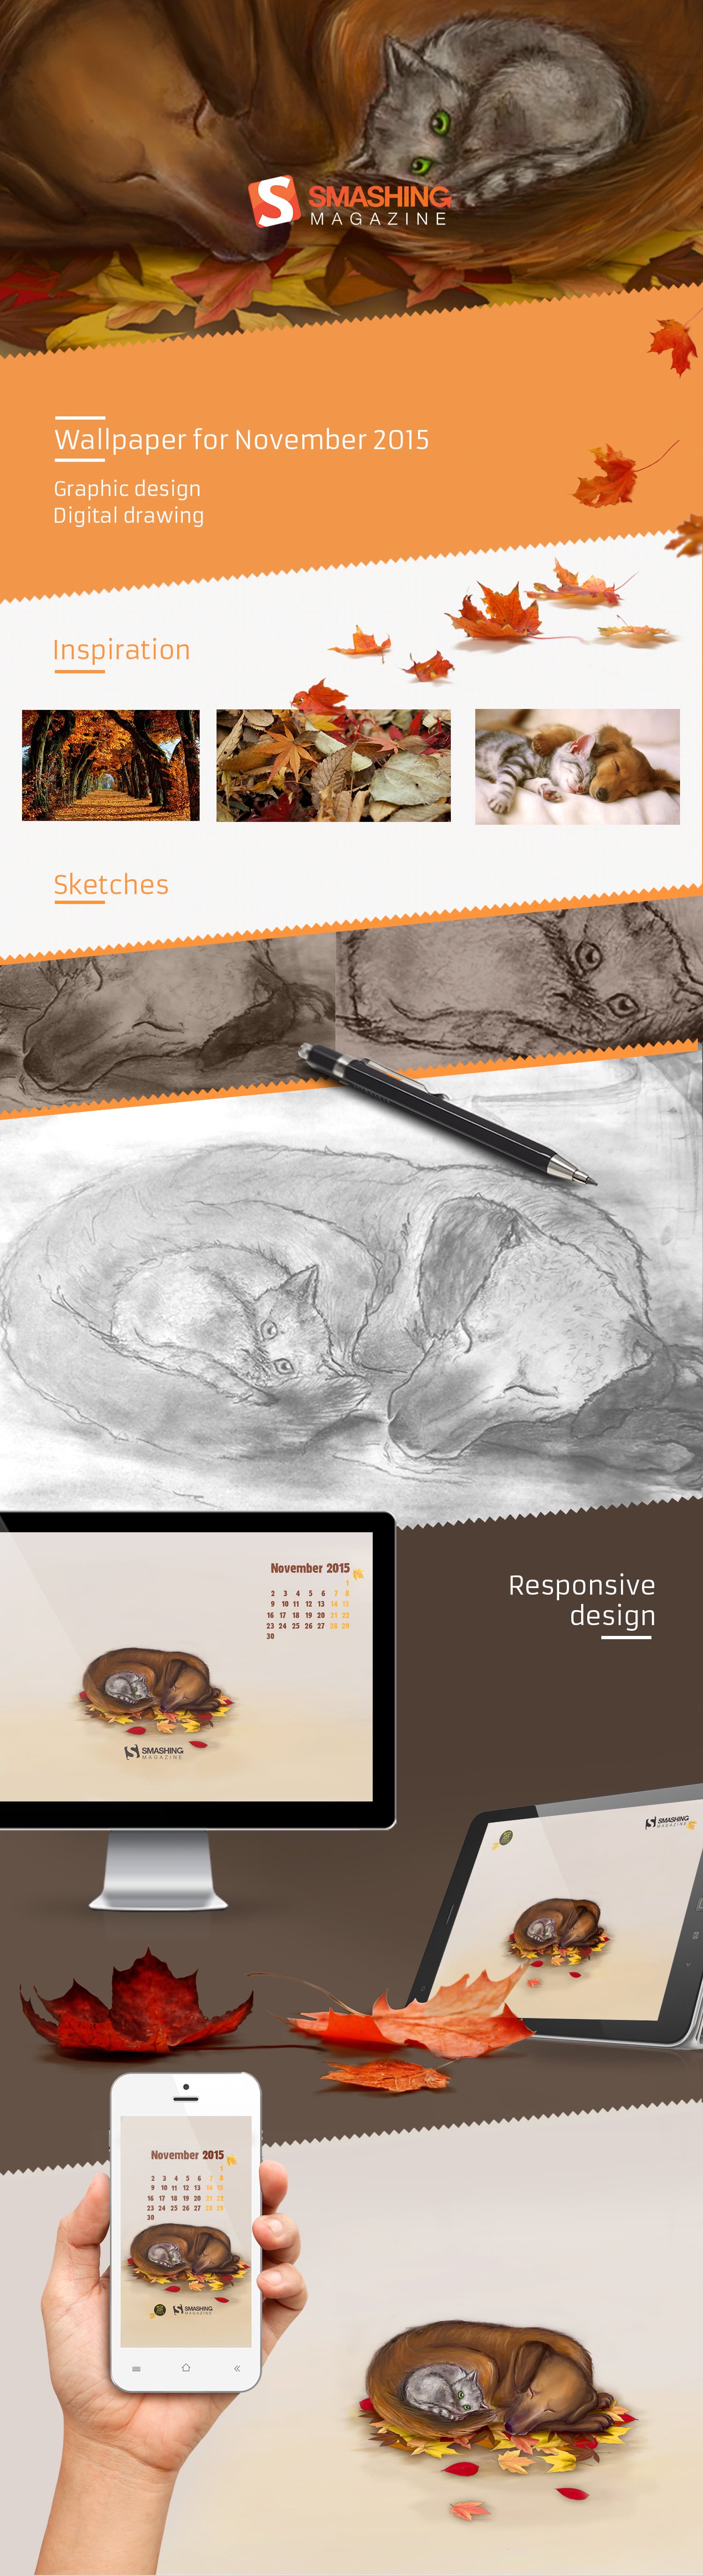 SMASHING
MAGAZINE
Wallpaper for November 2015
Graphic design
Digital drawing
Inspiration
Sketches
Responsive
design
November 2015
1
2 3 4 5 6 7 8
9 10 11 12 13 14 15
16 17 18 19 20 21 22
23 24 25 26 27 28 29
30
SMASHING
MAGAZINE
SMASHING
MAGAZINE
November 2015
1
2 3 4 5 6 7 8
9 10 11 12 13 14 15
16 17 18 19 20 21 22
23 24 25 26 27 28 29
30
SMASHING
MAGAZINE